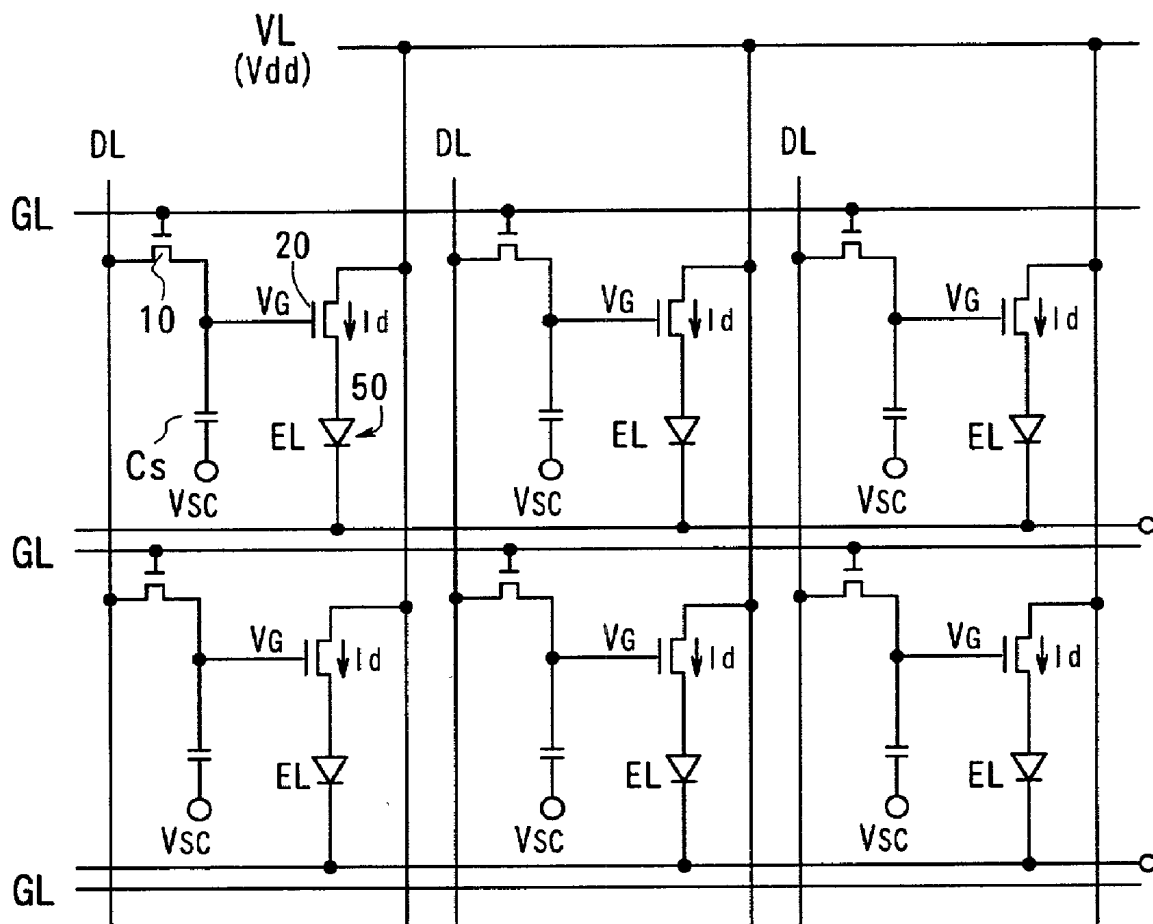 VL
(Vdd)
DL DL DL
GL
10
20
VG Id VG Id VG Id
50
EL EL EL
Cs
VSC VSC VSC
GL
VG Id VG Id VG Id
EL EL EL
VSC VSC VSC
GL